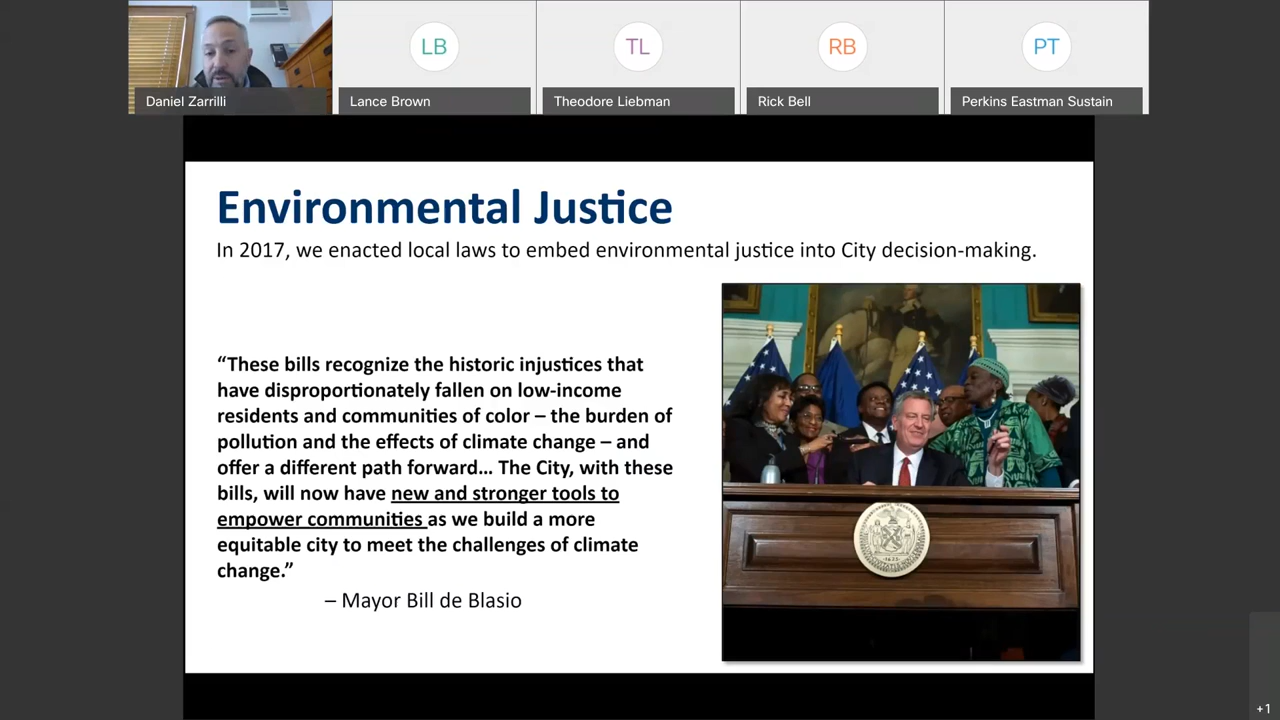 LB
TL
RB
PT
Daniel Zarrilli
Lance Brown
Theodore Liebman
Rick Bell
Perkins Eastman Sustain
Environmental Justice
In 2017, we enacted local laws to embed environmental justice into City decision-making.
“These bills recognize the historic injustices that
have disproportionately fallen on low-income
residents and communities of color – the burden of
pollution and the effects of climate change – and
offer a different path forward… The City, with these
bills, will now have new and stronger tools to
empower communities as we build a more
equitable city to meet the challenges of climate
change.”
– Mayor Bill de Blasio
+1